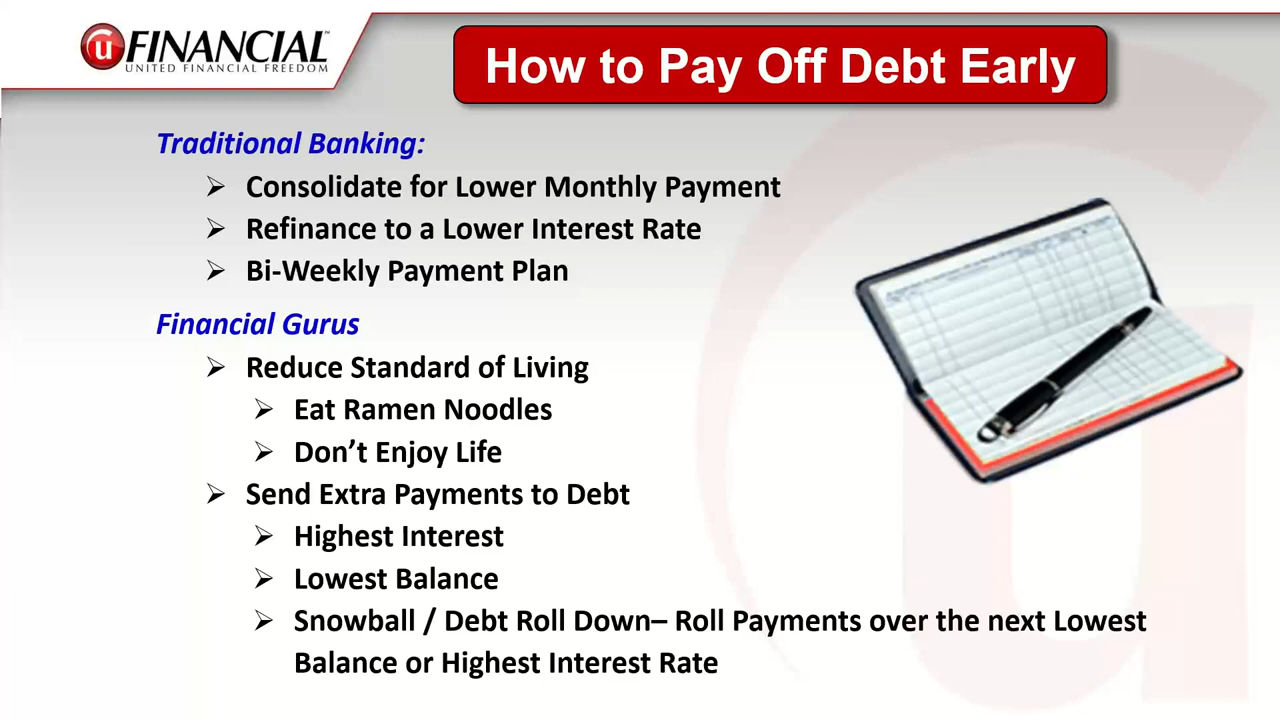 How to Pay Off Debt Early
u FINANCIAL™
UNITED FINANCIAL FREEDOM
Traditional Banking:
➢ Consolidate for Lower Monthly Payment
➢ Refinance to a Lower Interest Rate
➢ Bi-Weekly Payment Plan
Financial Gurus
➢ Reduce Standard of Living
➢ Eat Ramen Noodles
➢ Don’t Enjoy Life
➢ Send Extra Payments to Debt
➢ Highest Interest
➢ Lowest Balance
➢ Snowball / Debt Roll Down– Roll Payments over the next Lowest
Balance or Highest Interest Rate